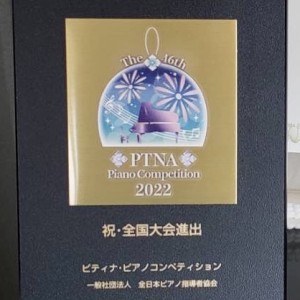 The 46th
PTNA
Piano Competition
2022
祝・全国大会進出
ピティナ・ピアノコンペティション
一般社団法人 全日本ピアノ指導者協会